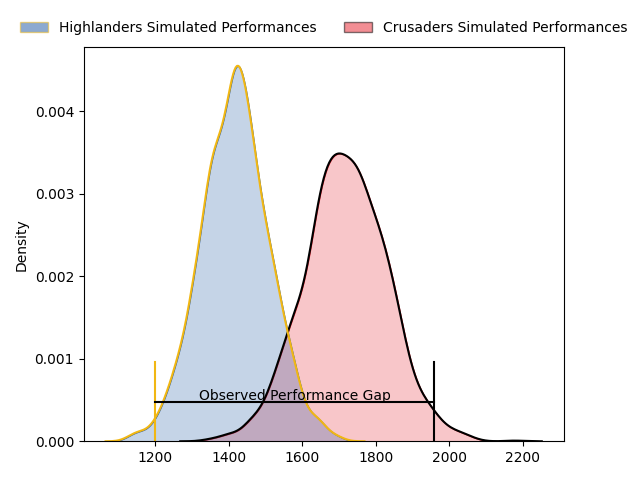 Highlanders Simulated Performances
Crusaders Simulated Performances
0.004
0.003
0.002
0.001
0.000
Density
Observed Performance Gap
1200 1400 1600 1800 2000 2200